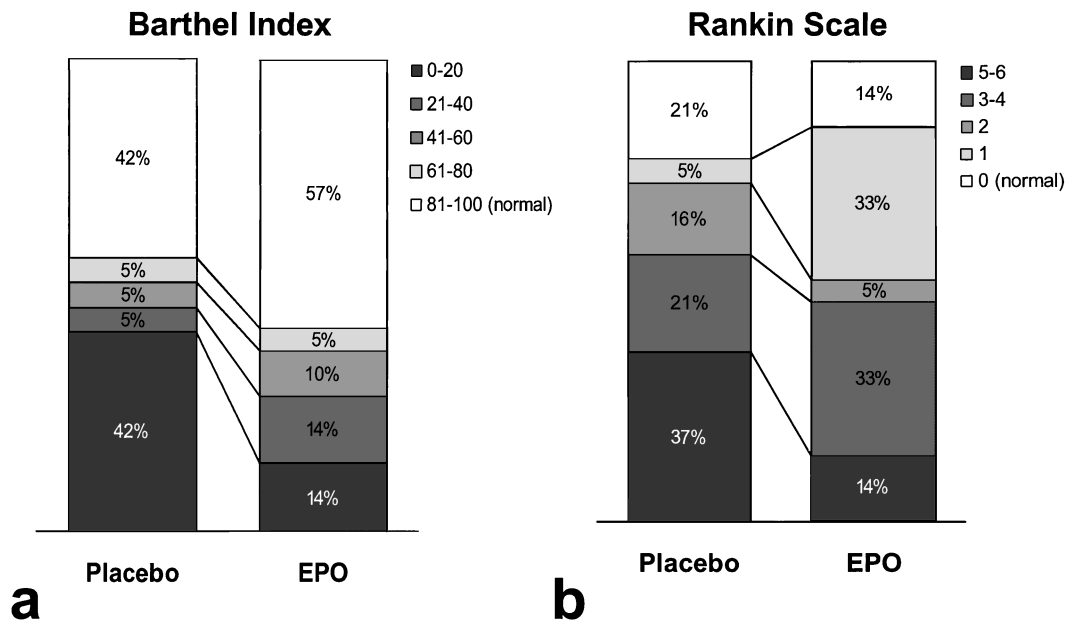 Barthel Index
42%
5%
5%
5%
42%
57%
5%
10%
14%
14%
0-20
21-40
41-60
61-80
81-100 (normal)
Placebo
EPO
a
Rankin Scale
21%
5%
16%
21%
37%
14%
33%
5%
33%
14%
5-6
3-4
2
1
0 (normal)
Placebo
EPO
b